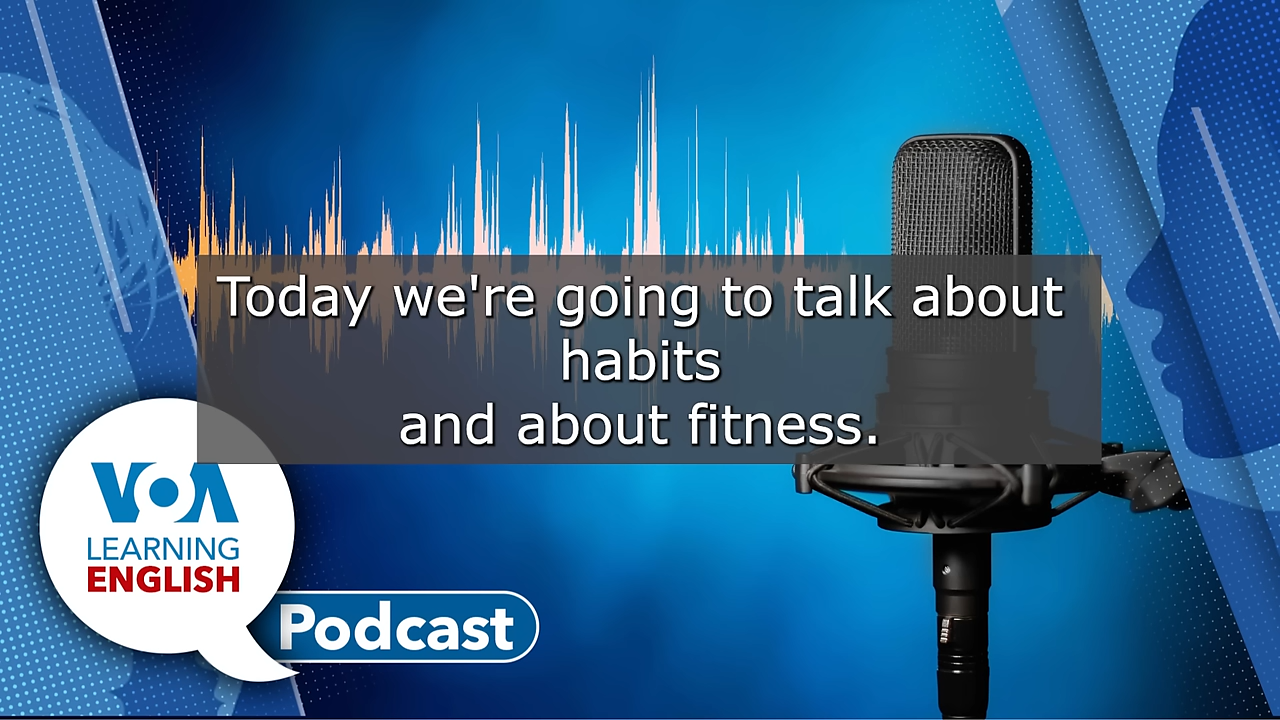 Today we're going to talk about
habits
and about fitness.
VOA
LEARNING
ENGLISH
Podcast